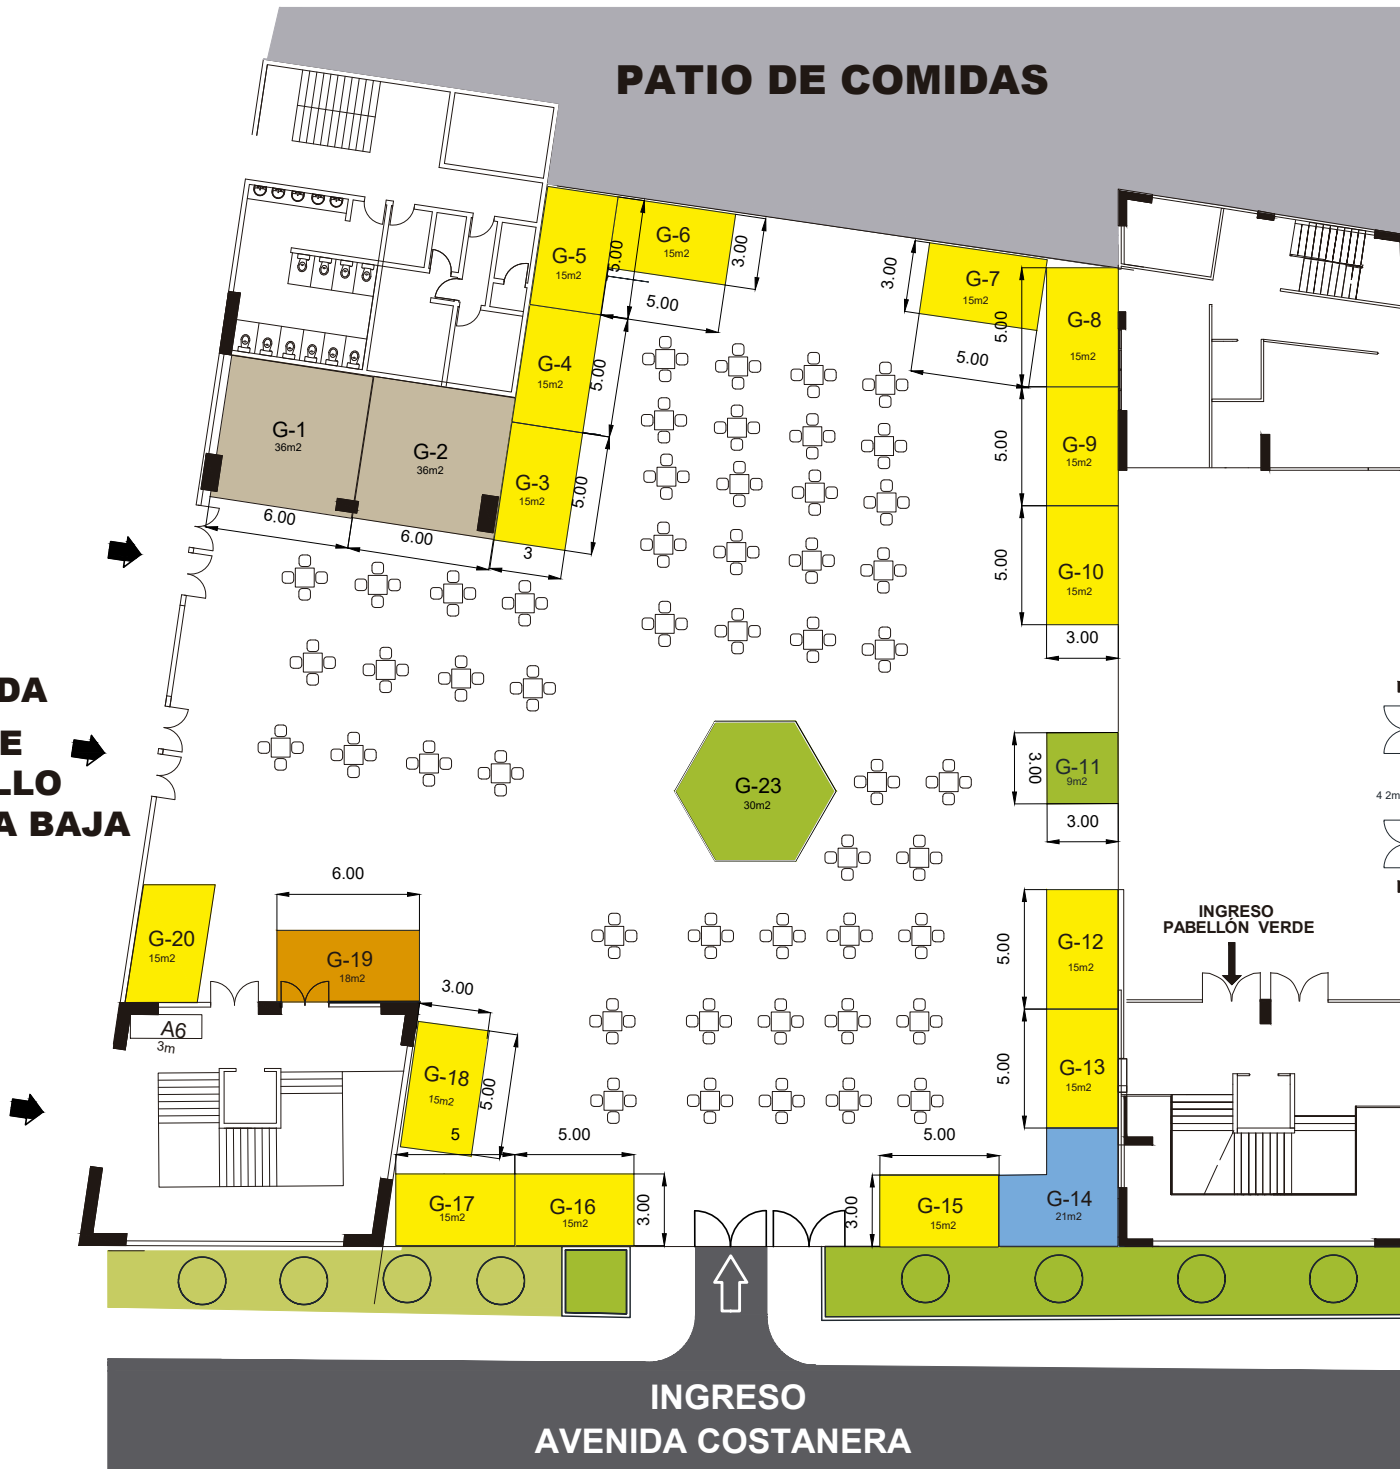 PATIO DE COMIDAS
G-5
15m2
5.00
G-6
15m2
3.00
5.00
G-7
15m2
3.00
5.00
G-8
15m2
5.00
G-4
15m2
5.00
G-1
36m2
G-2
36m2
G-3
15m2
5.00
G-9
15m2
5.00
6.00
6.00
3
G-10
15m2
5.00
3.00
DA
E
LLO
A BAJA
G-23
30m2
G-11
9m2
3.00
3.00
4 2m
6.00
G-20
15m2
G-19
18m2
3.00
INGRESO
PABELLÓN VERDE
G-12
15m2
5.00
A6
3m
G-18
15m2
5.00
G-13
15m2
5.00
5
5.00
5.00
G-17
15m2
G-16
15m2
3.00
3.00
G-15
15m2
G-14
21m2
INGRESO
AVENIDA COSTANERA